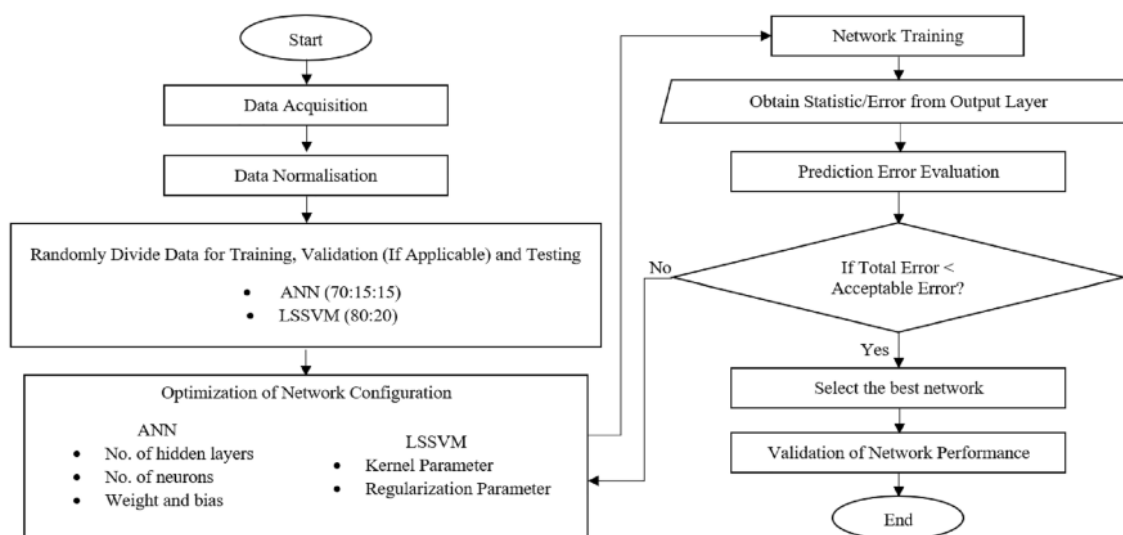 Start
Data Acquisition
Data Normalisation
Randomly Divide Data for Training, Validation (If Applicable) and Testing
• ANN (70:15:15)
• LSSVM (80:20)
Optimization of Network Configuration
ANN
• No. of hidden layers
• No. of neurons
• Weight and bias
LSSVM
• Kernel Parameter
• Regularization Parameter
Network Training
Obtain Statistic/Error from Output Layer
Prediction Error Evaluation
If Total Error <
Acceptable Error?
No
Yes
Select the best network
Validation of Network Performance
End